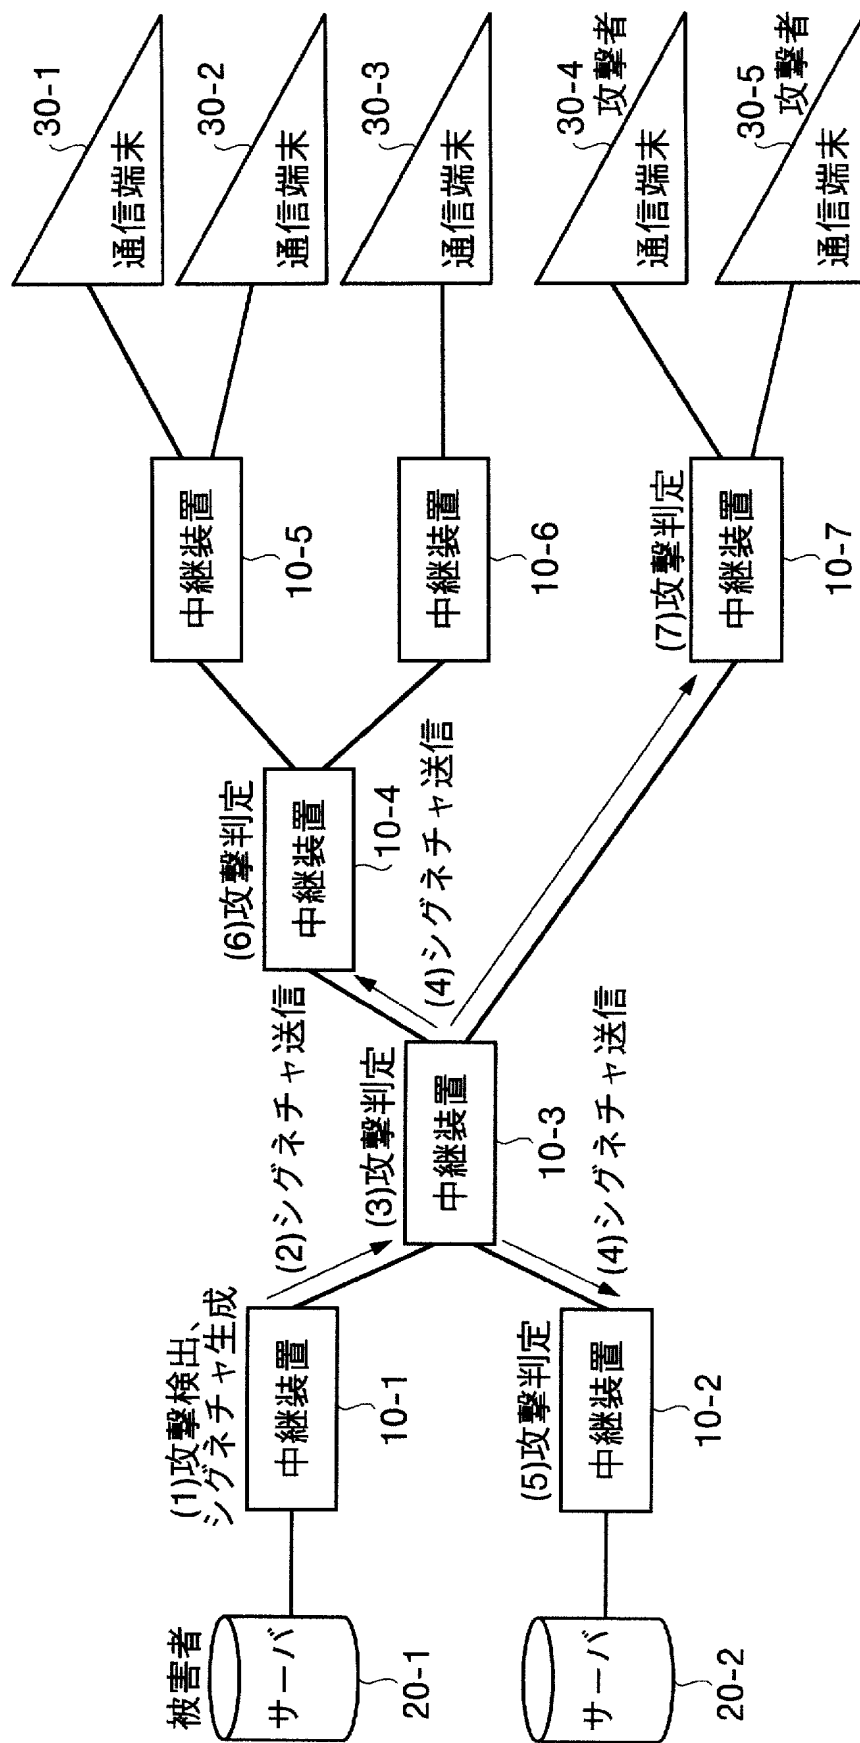 被害者
サーバ
20-1
(1)攻撃検出、
シグネチャ生成
中継装置
10-1
サーバ
20-2
(5)攻撃判定
中継装置
10-2
(2)シグネチャ送信
(3)攻撃判定
中継装置
10-3
(4)シグネチャ送信
(4)シグネチャ送信
(6)攻撃判定
中継装置
10-4
中継装置
10-5
中継装置
10-6
(7)攻撃判定
中継装置
10-7
30-1
通信端末
30-2
通信端末
30-3
通信端末
30-4
攻撃者
通信端末
30-5
攻撃者
通信端末